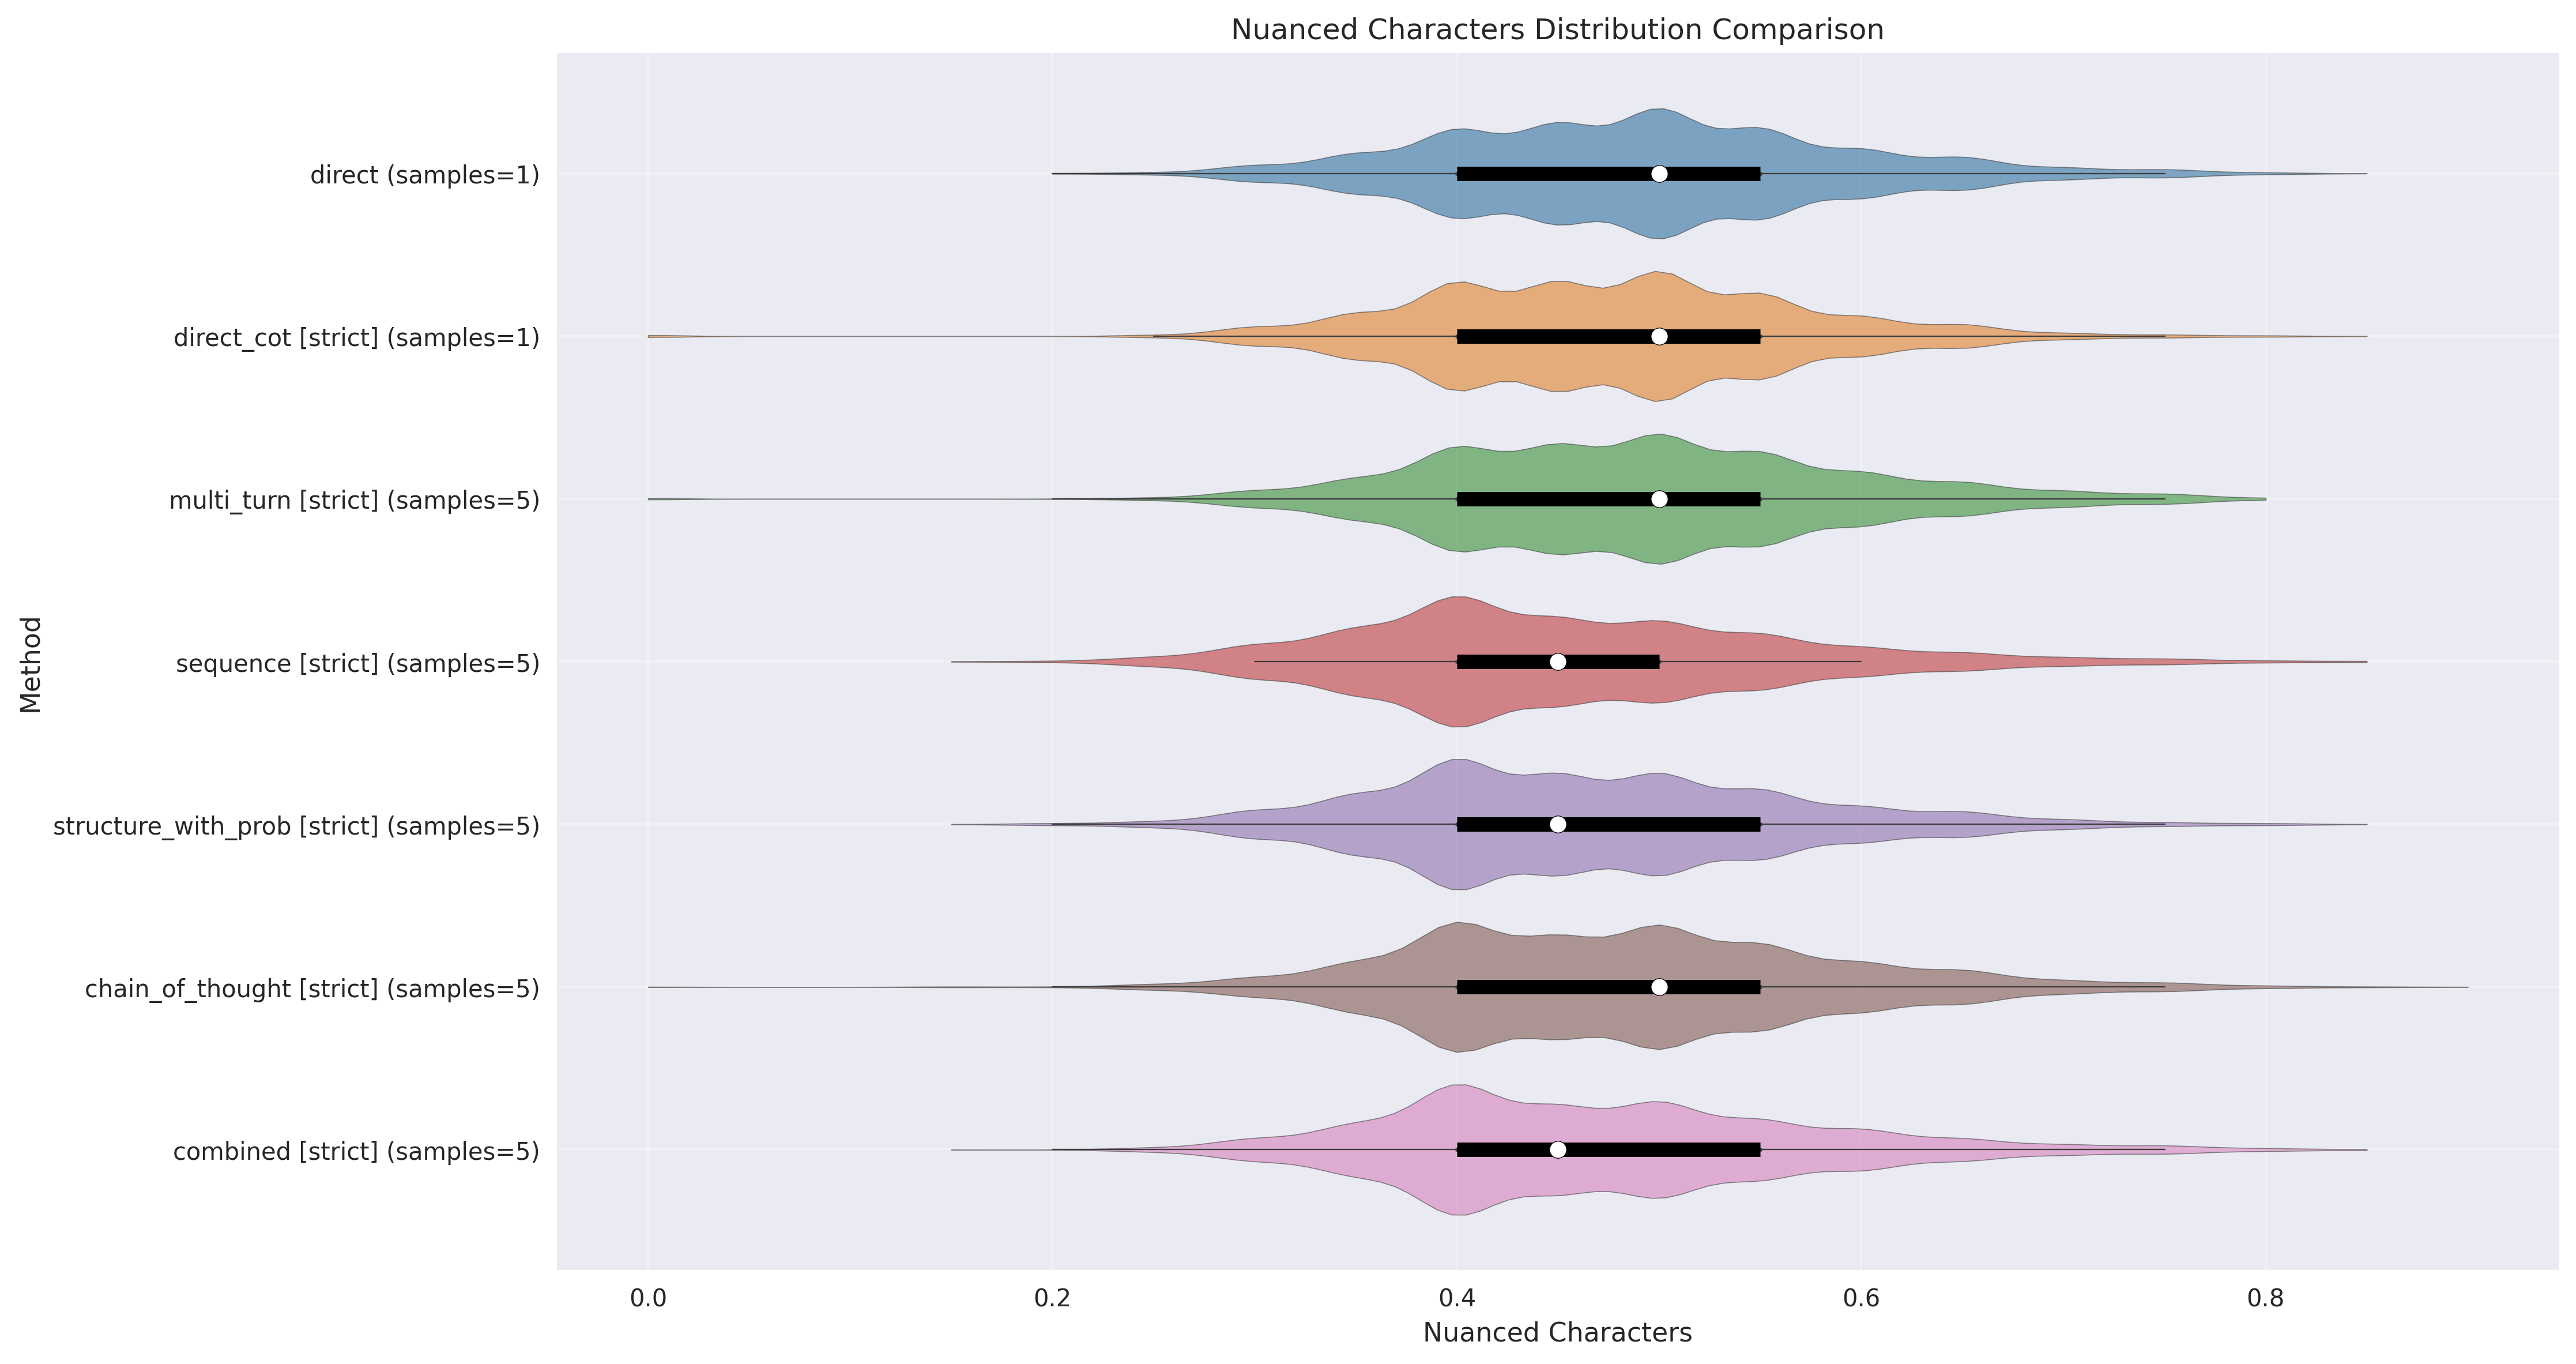 Nuanced Characters Distribution Comparison
Method
direct (samples=1)
direct_cot [strict] (samples=1)
multi_turn [strict] (samples=5)
sequence [strict] (samples=5)
structure_with_prob [strict] (samples=5)
chain_of_thought [strict] (samples=5)
combined [strict] (samples=5)
0.0 0.2 0.4 0.6 0.8
Nuanced Characters